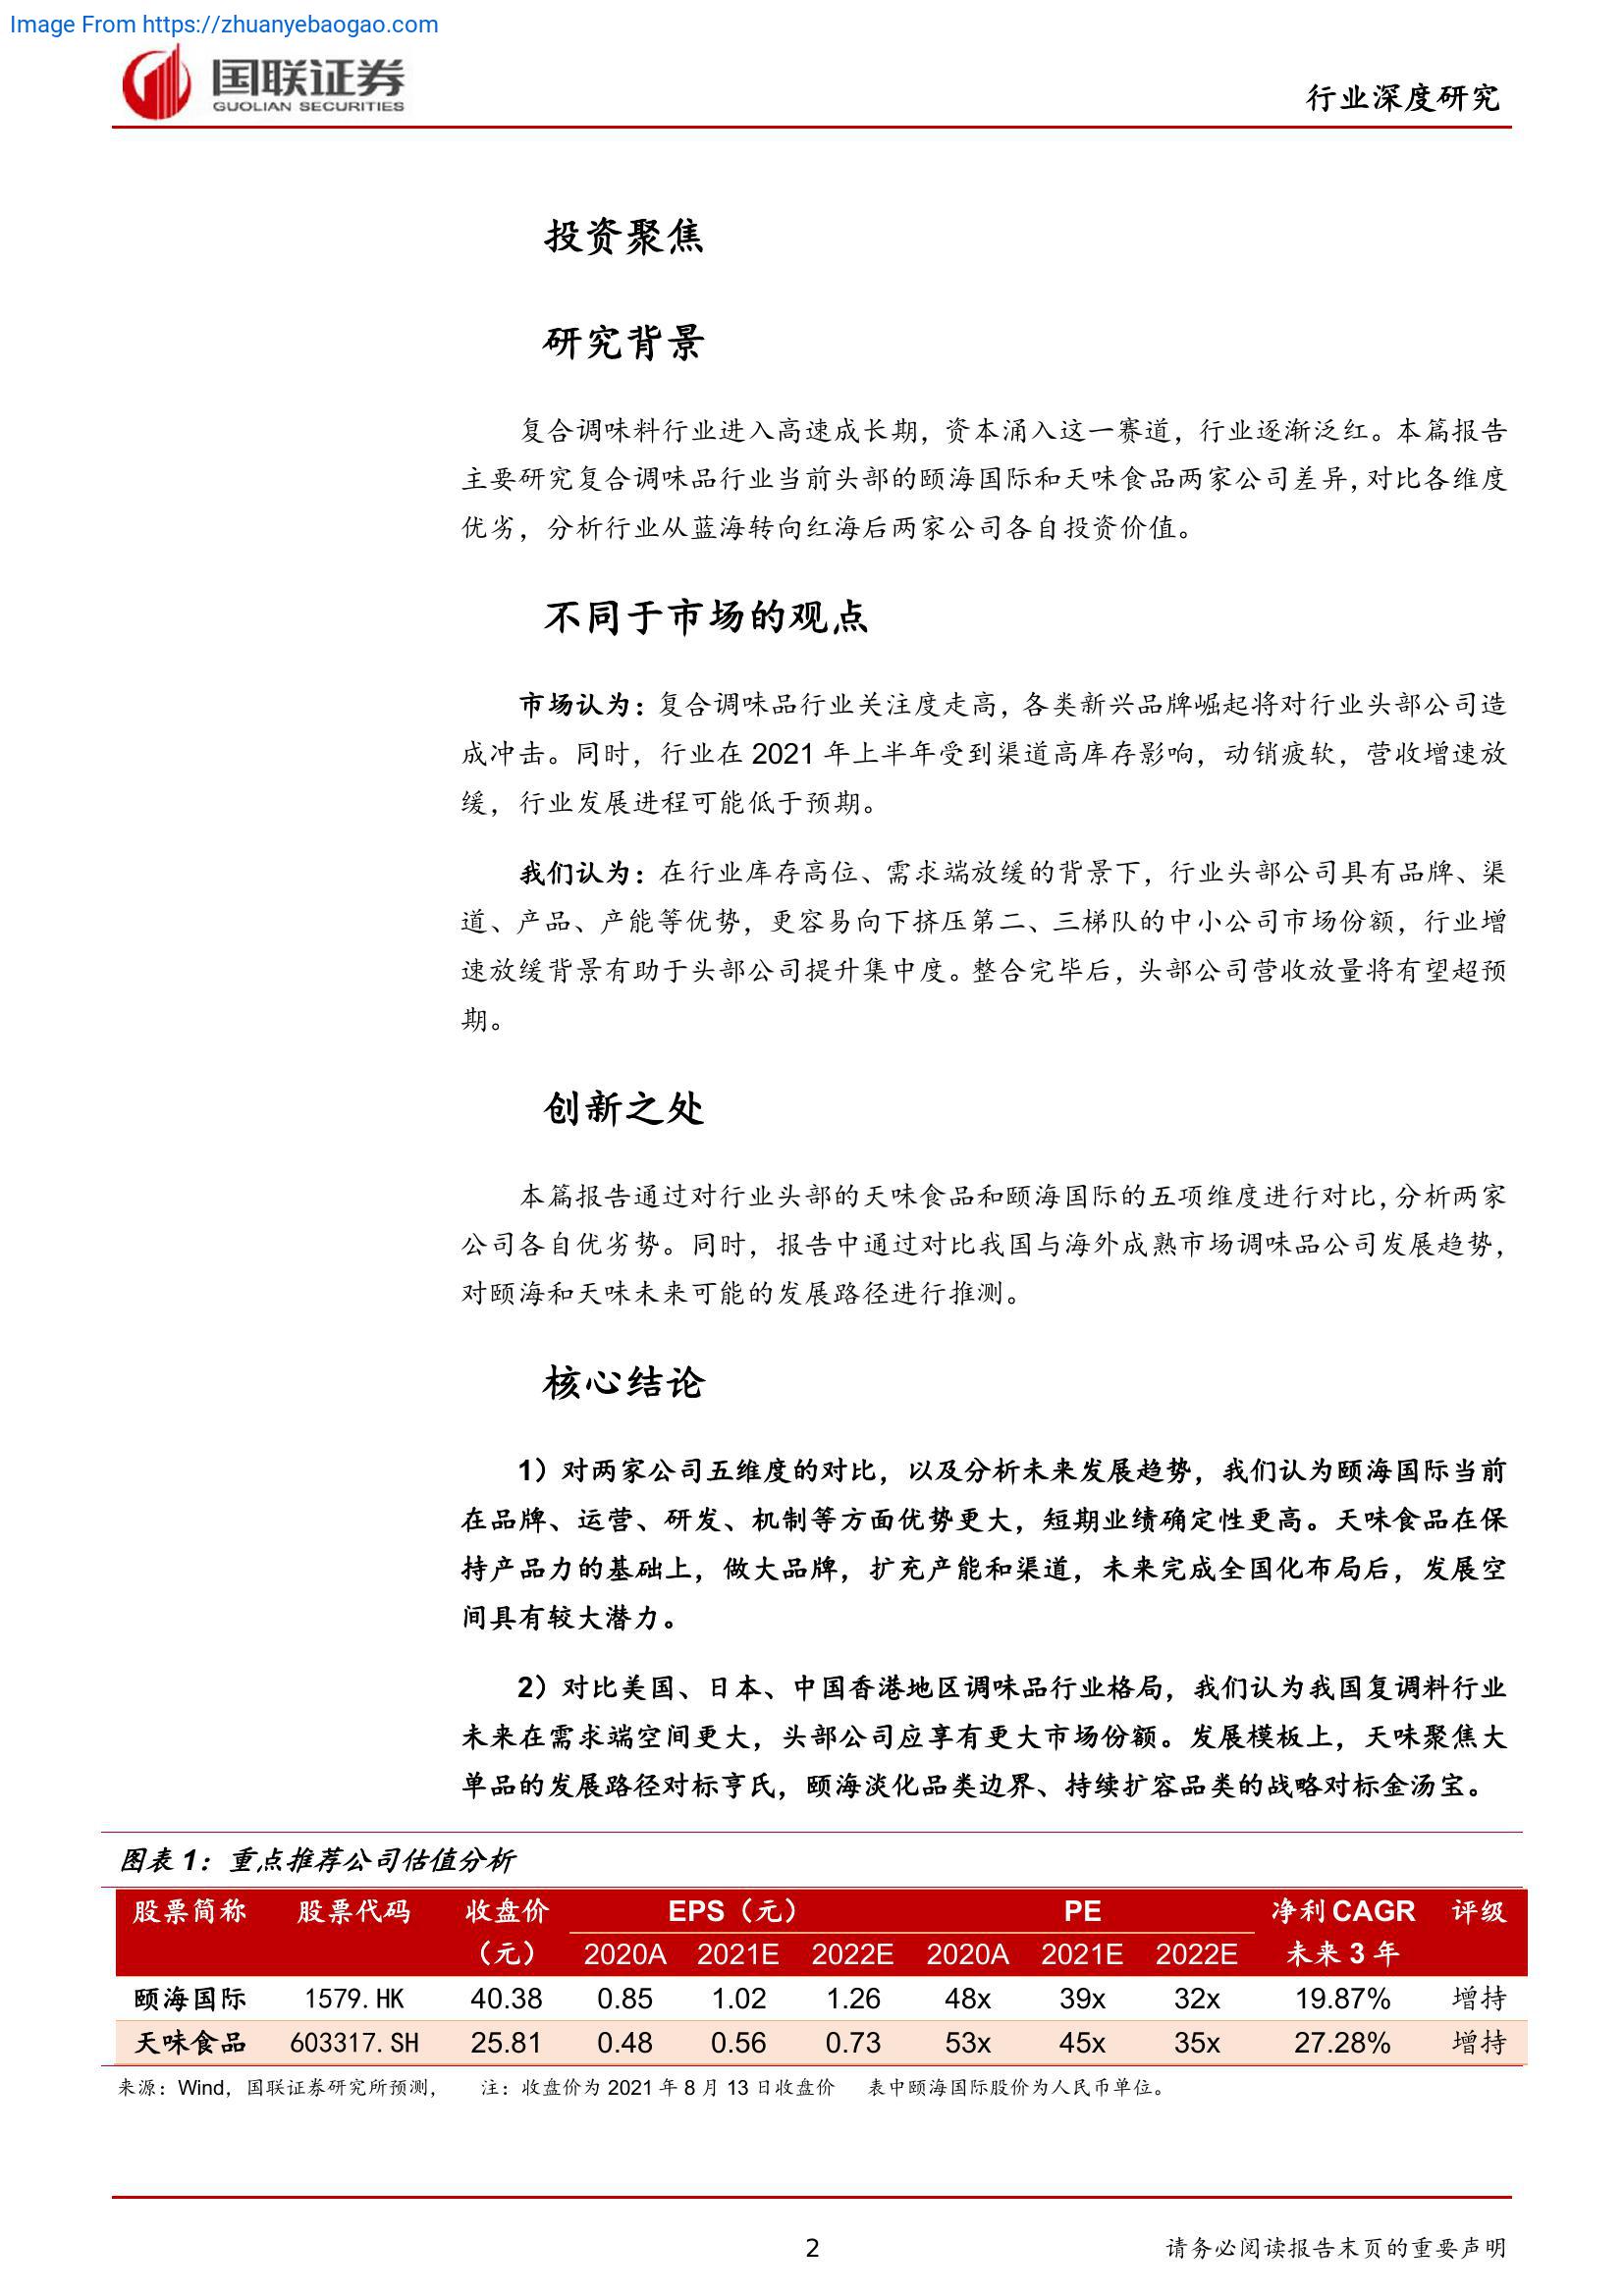 Image From https://zhuanyebaogao.com
国联证券
GUOLIAN SECURITIES
行业深度研究
投资聚焦
研究背景
复合调味料行业进入高速成长期，资本涌入这一赛道，行业逐渐泛红。本篇报告
主要研究复合调味品行业当前头部的颐海国际和天味食品两家公司差异，对比各维度
优劣，分析行业从蓝海转向红海后两家公司各自投资价值。
不同于市场的观点
市场认为：复合调味品行业关注度走高，各类新兴品牌崛起将对行业头部公司造
成冲击。同时，行业在 2021 年上半年受到渠道高库存影响，动销疲软，营收增速放
缓，行业发展进程可能低于预期。
我们认为：在行业库存高位、需求端放缓的背景下，行业头部公司具有品牌、渠
道、产品、产能等优势，更容易向下挤压第二、三梯队的中小公司市场份额，行业增
速放缓背景有助于头部公司提升集中度。整合完毕后，头部公司营收放量将有望超预
期。
创新之处
本篇报告通过对行业头部的天味食品和颐海国际的五项维度进行对比，分析两家
公司各自优劣势。同时，报告中通过对比我国与海外成熟市场调味品公司发展趋势，
对颐海和天味未来可能的发展路径进行推测。
核心结论
1）对两家公司五维度的对比，以及分析未来发展趋势，我们认为颐海国际当前
在品牌、运营、研发、机制等方面优势更大，短期业绩确定性更高。天味食品在保
持产品力的基础上，做大品牌，扩充产能和渠道，未来完成全国化布局后，发展空
间具有较大潜力。
2）对比美国、日本、中国香港地区调味品行业格局，我们认为我国复调料行业
未来在需求端空间更大，头部公司应享有更大市场份额。发展模板上，天味聚焦大
单品的发展路径对标亨氏，颐海淡化品类边界、持续扩容品类的战略对标金汤宝。
图表 1：重点推荐公司估值分析
股票简称 股票代码 收盘价 EPS（元） PE 净利 CAGR 评级
（元） 2020A 2021E 2022E 2020A 2021E 2022E 未来 3 年
颐海国际 1579.HK 40.38 0.85 1.02 1.26 48x 39x 32x 19.87% 增持
天味食品 603317.SH 25.81 0.48 0.56 0.73 53x 45x 35x 27.28% 增持
来源：Wind，国联证券研究所预测， 注：收盘价为 2021 年 8 月 13 日收盘价 表中颐海国际股价为人民币单位。
2 请务必阅读报告末页的重要声明